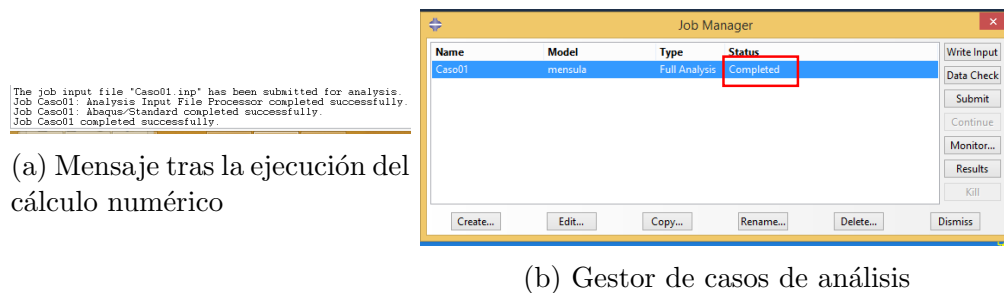 The job input file "Caso01.inp" has been submitted for analysis.
Job Caso01: Analysis Input File Processor completed successfully.
Job Caso01: Abaqus/Standard completed successfully.
Job Caso01 completed successfully.
(a) Mensaje tras la ejecución del
cálculo numérico
Job Manager
Name Model Type Status
Caso01 mensula Full Analysis Completed
Write Input
Data Check
Submit
Continue
Monitor...
Results
Kill
Create... Edit... Copy... Rename... Delete... Dismiss
(b) Gestor de casos de análisis